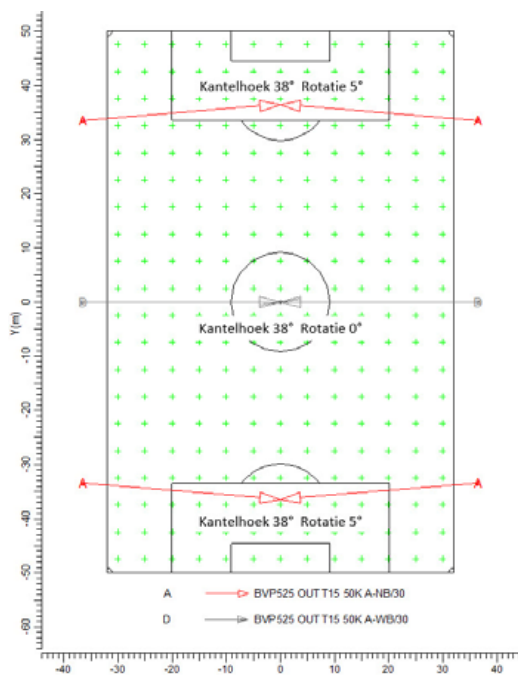 50
40
30
20
10
0
-10
-20
-30
-40
-50
-60
Y(m)
Kantelhoek 38° Rotatie 5°
A
A
D
D
Kantelhoek 38° Rotatie 0°
A
A
Kantelhoek 38° Rotatie 5°
A BVP525 OUT T15 50K A-NB/30
D BVP525 OUT T15 50K A-WB/30
-40 -30 -20 -10 0 10 20 30 40